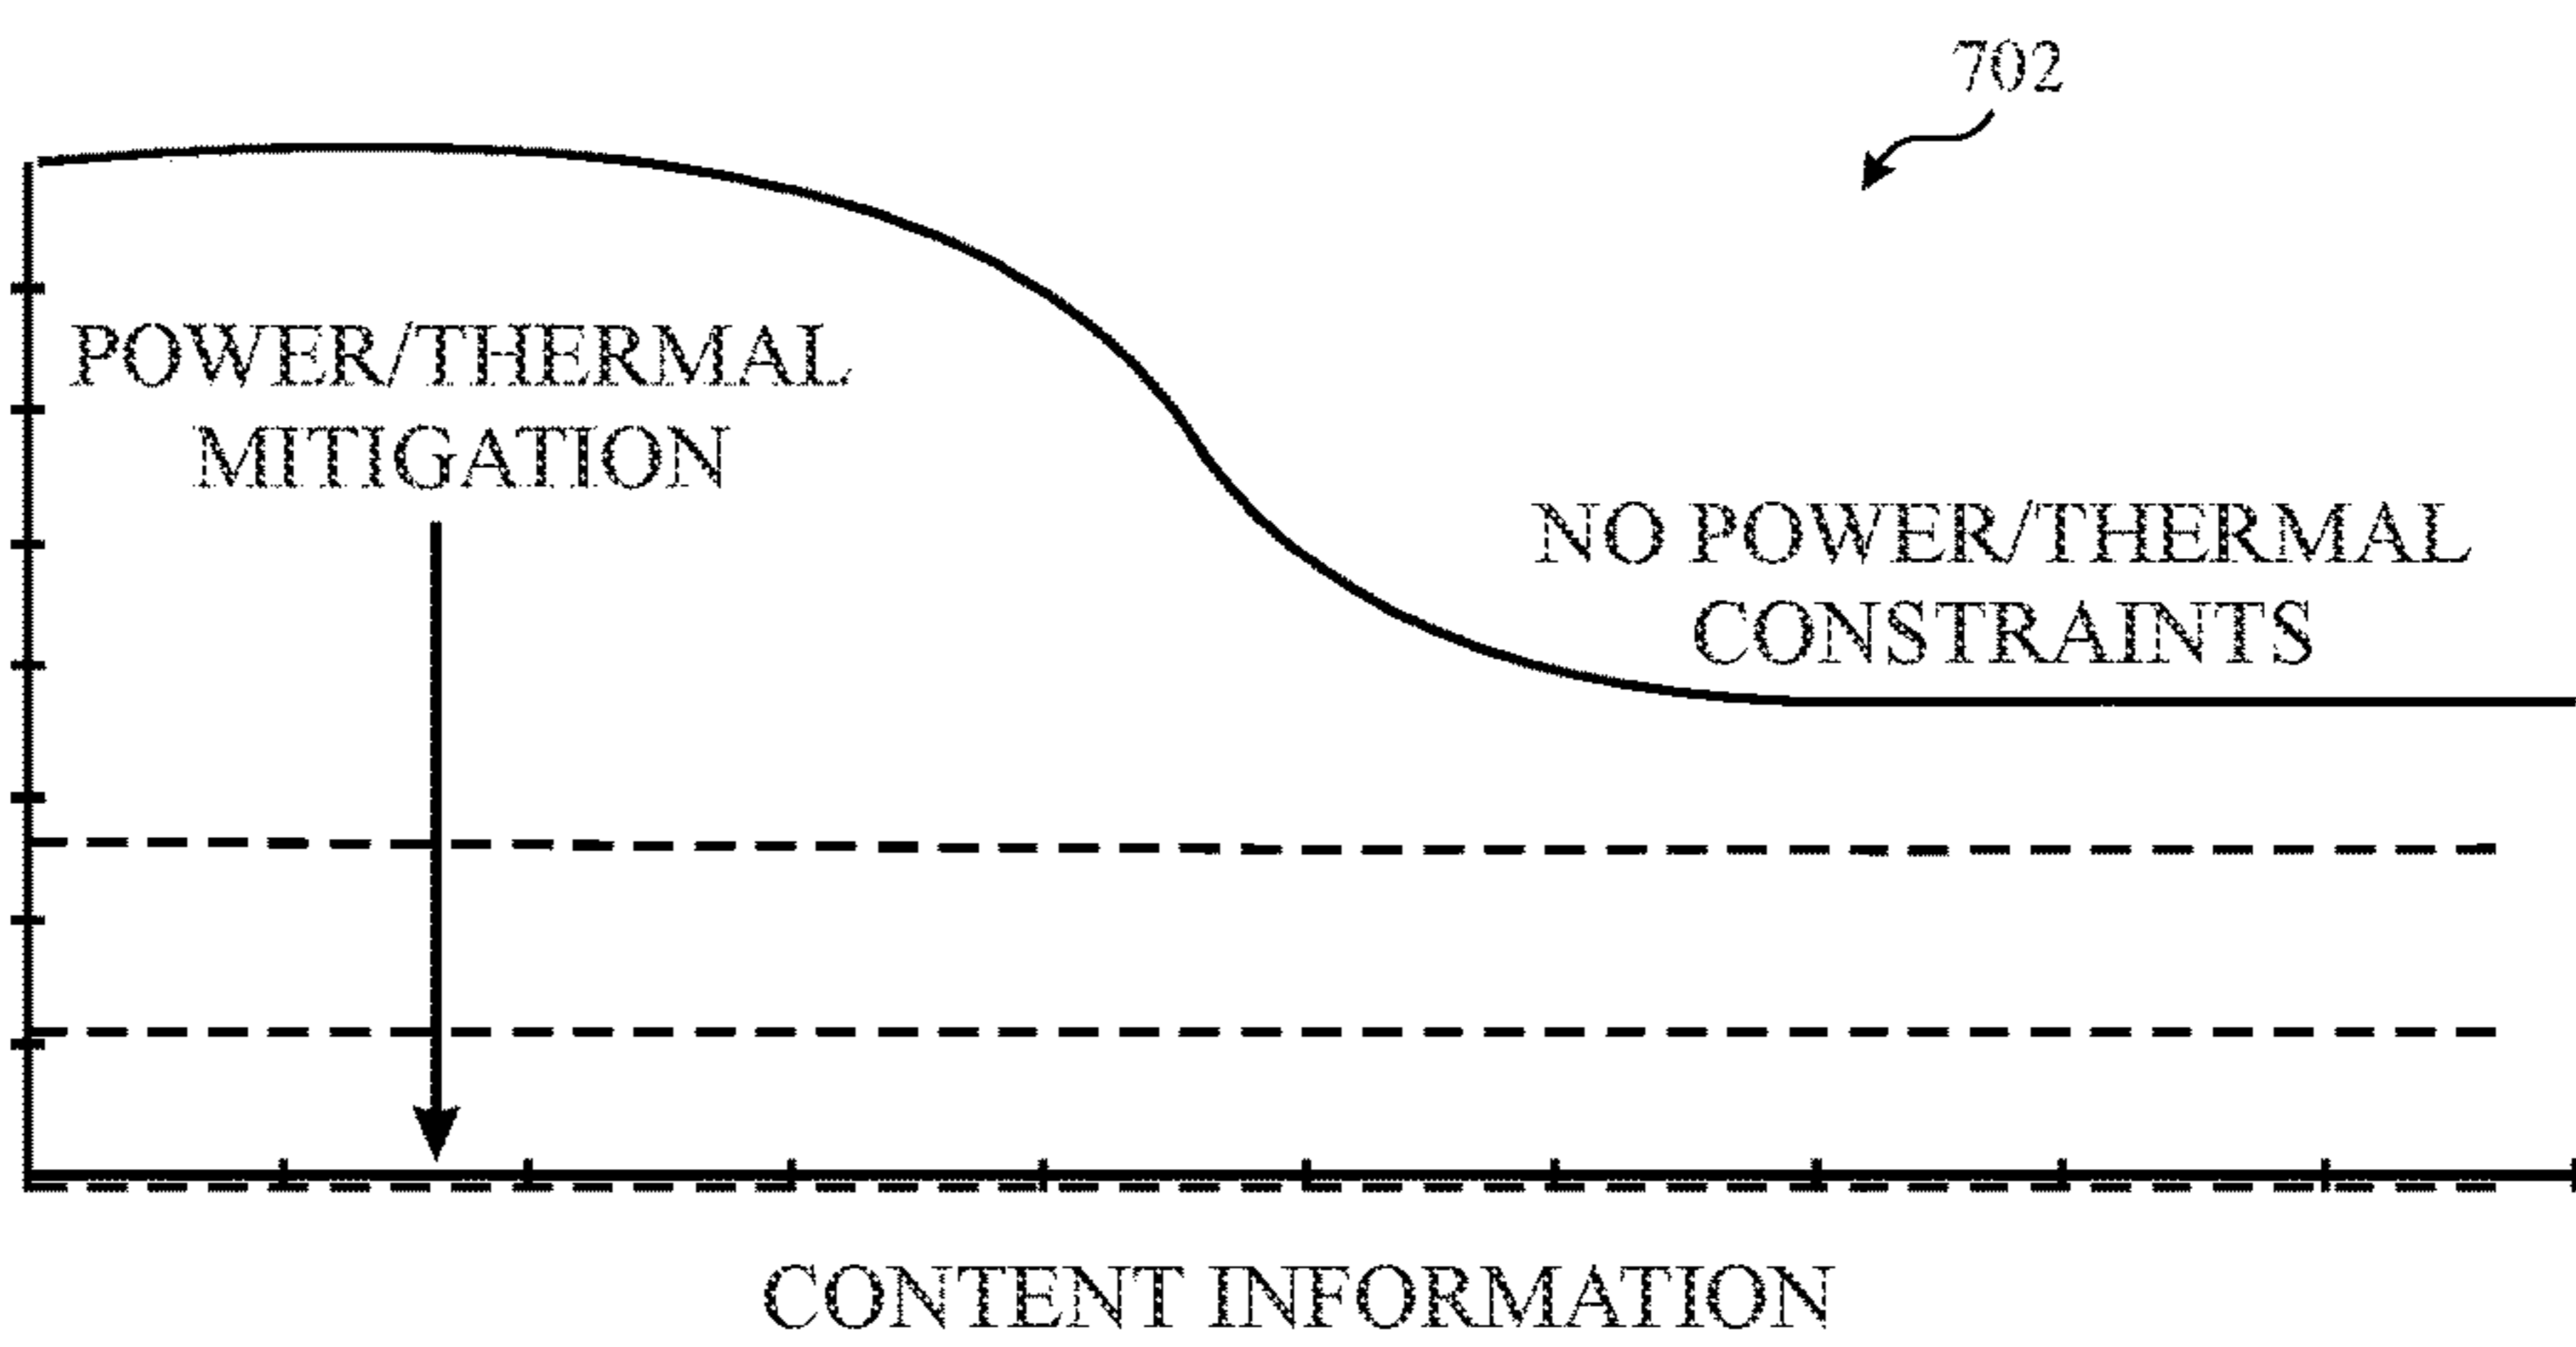 702
POWER/THERMAL
MITIGATION
NO POWER/THERMAL
CONSTRAINTS
CONTENT INFORMATION